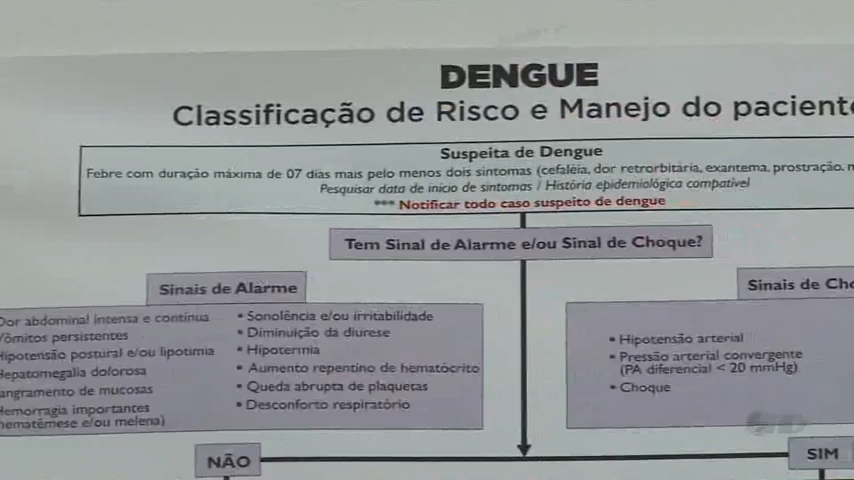 DENGUE
Classificação de Risco e Manejo do paciente
Suspeita de Dengue
Febre com duração máxima de 07 dias mais pelo menos dois sintomas (cefaléia, dor retrorbitária, exantema, prostração, m
Pesquisar data de início de sintomas / História epidemiológica compatível
*** Notificar todo caso suspeito de dengue
Tem Sinal de Alarme e/ou Sinal de Choque?
Sinais de Alarme
Dor abdominal intensa e contínua
Vômitos persistentes
Hipotensão postural e/ou lipotímia
Hepatomegalia dolorosa
angramento de mucosas
Hemorragia importantes
hematêmese e/ou melena)
• Sonolência e/ou irritabilidade
• Diminuição da diurese
• Hipotermia
• Aumento repentino de hematócrito
• Queda abrupta de plaquetas
• Desconforto respiratório
Sinais de Cho
• Hipotensão arterial
• Pressão arterial convergente
(PA diferencial < 20 mmHg)
• Choque
NÃO
SIM